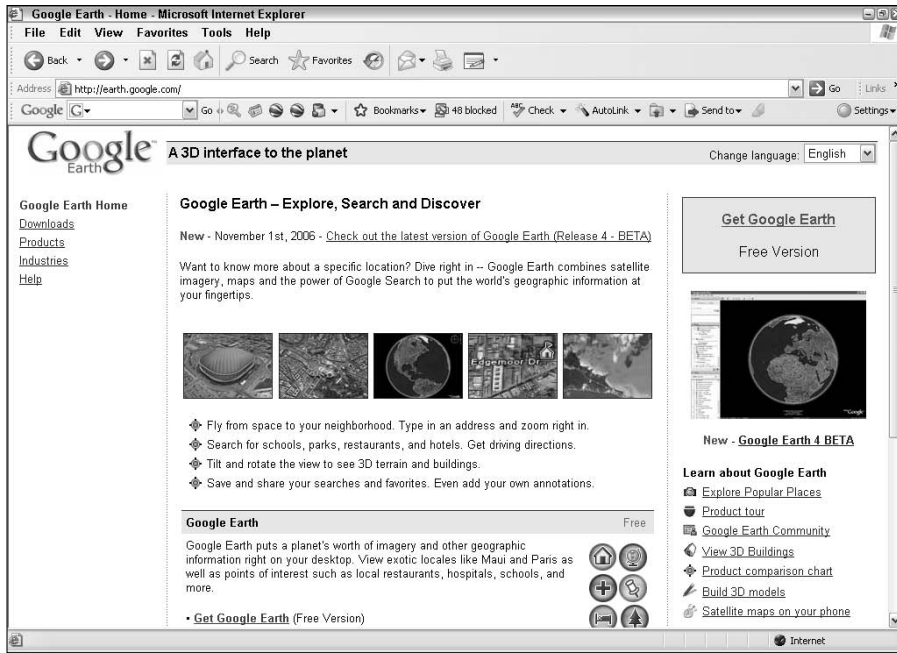 Google Earth - Home - Microsoft Internet Explorer
File Edit View Favorites Tools Help
Back Search Favorites
Address http://earth.google.com/ Go Links
Google G Go 48 blocked Bookmarks ABC Check AutoLink Send to Settings
Google Earth
A 3D interface to the planet
Change language: English
Google Earth Home
Downloads
Products
Industries
Help
Google Earth – Explore, Search and Discover
New - November 1st, 2006 - Check out the latest version of Google Earth (Release 4 - BETA)
Want to know more about a specific location? Dive right in -- Google Earth combines satellite
imagery, maps and the power of Google Search to put the world's geographic information at
your fingertips.
Edgemoor Dr
Fly from space to your neighborhood. Type in an address and zoom right in.
Search for schools, parks, restaurants, and hotels. Get driving directions.
Tilt and rotate the view to see 3D terrain and buildings.
Save and share your searches and favorites. Even add your own annotations.
Google Earth Free
Google Earth puts a planet's worth of imagery and other geographic
information right on your desktop. View exotic locales like Maui and Paris as
well as points of interest such as local restaurants, hospitals, schools, and
more.
• Get Google Earth (Free Version)
Get Google Earth
Free Version
Google
New - Google Earth 4 BETA
Learn about Google Earth
Explore Popular Places
Product tour
Google Earth Community
View 3D Buildings
Product comparison chart
Build 3D models
Satellite maps on your phone
Internet